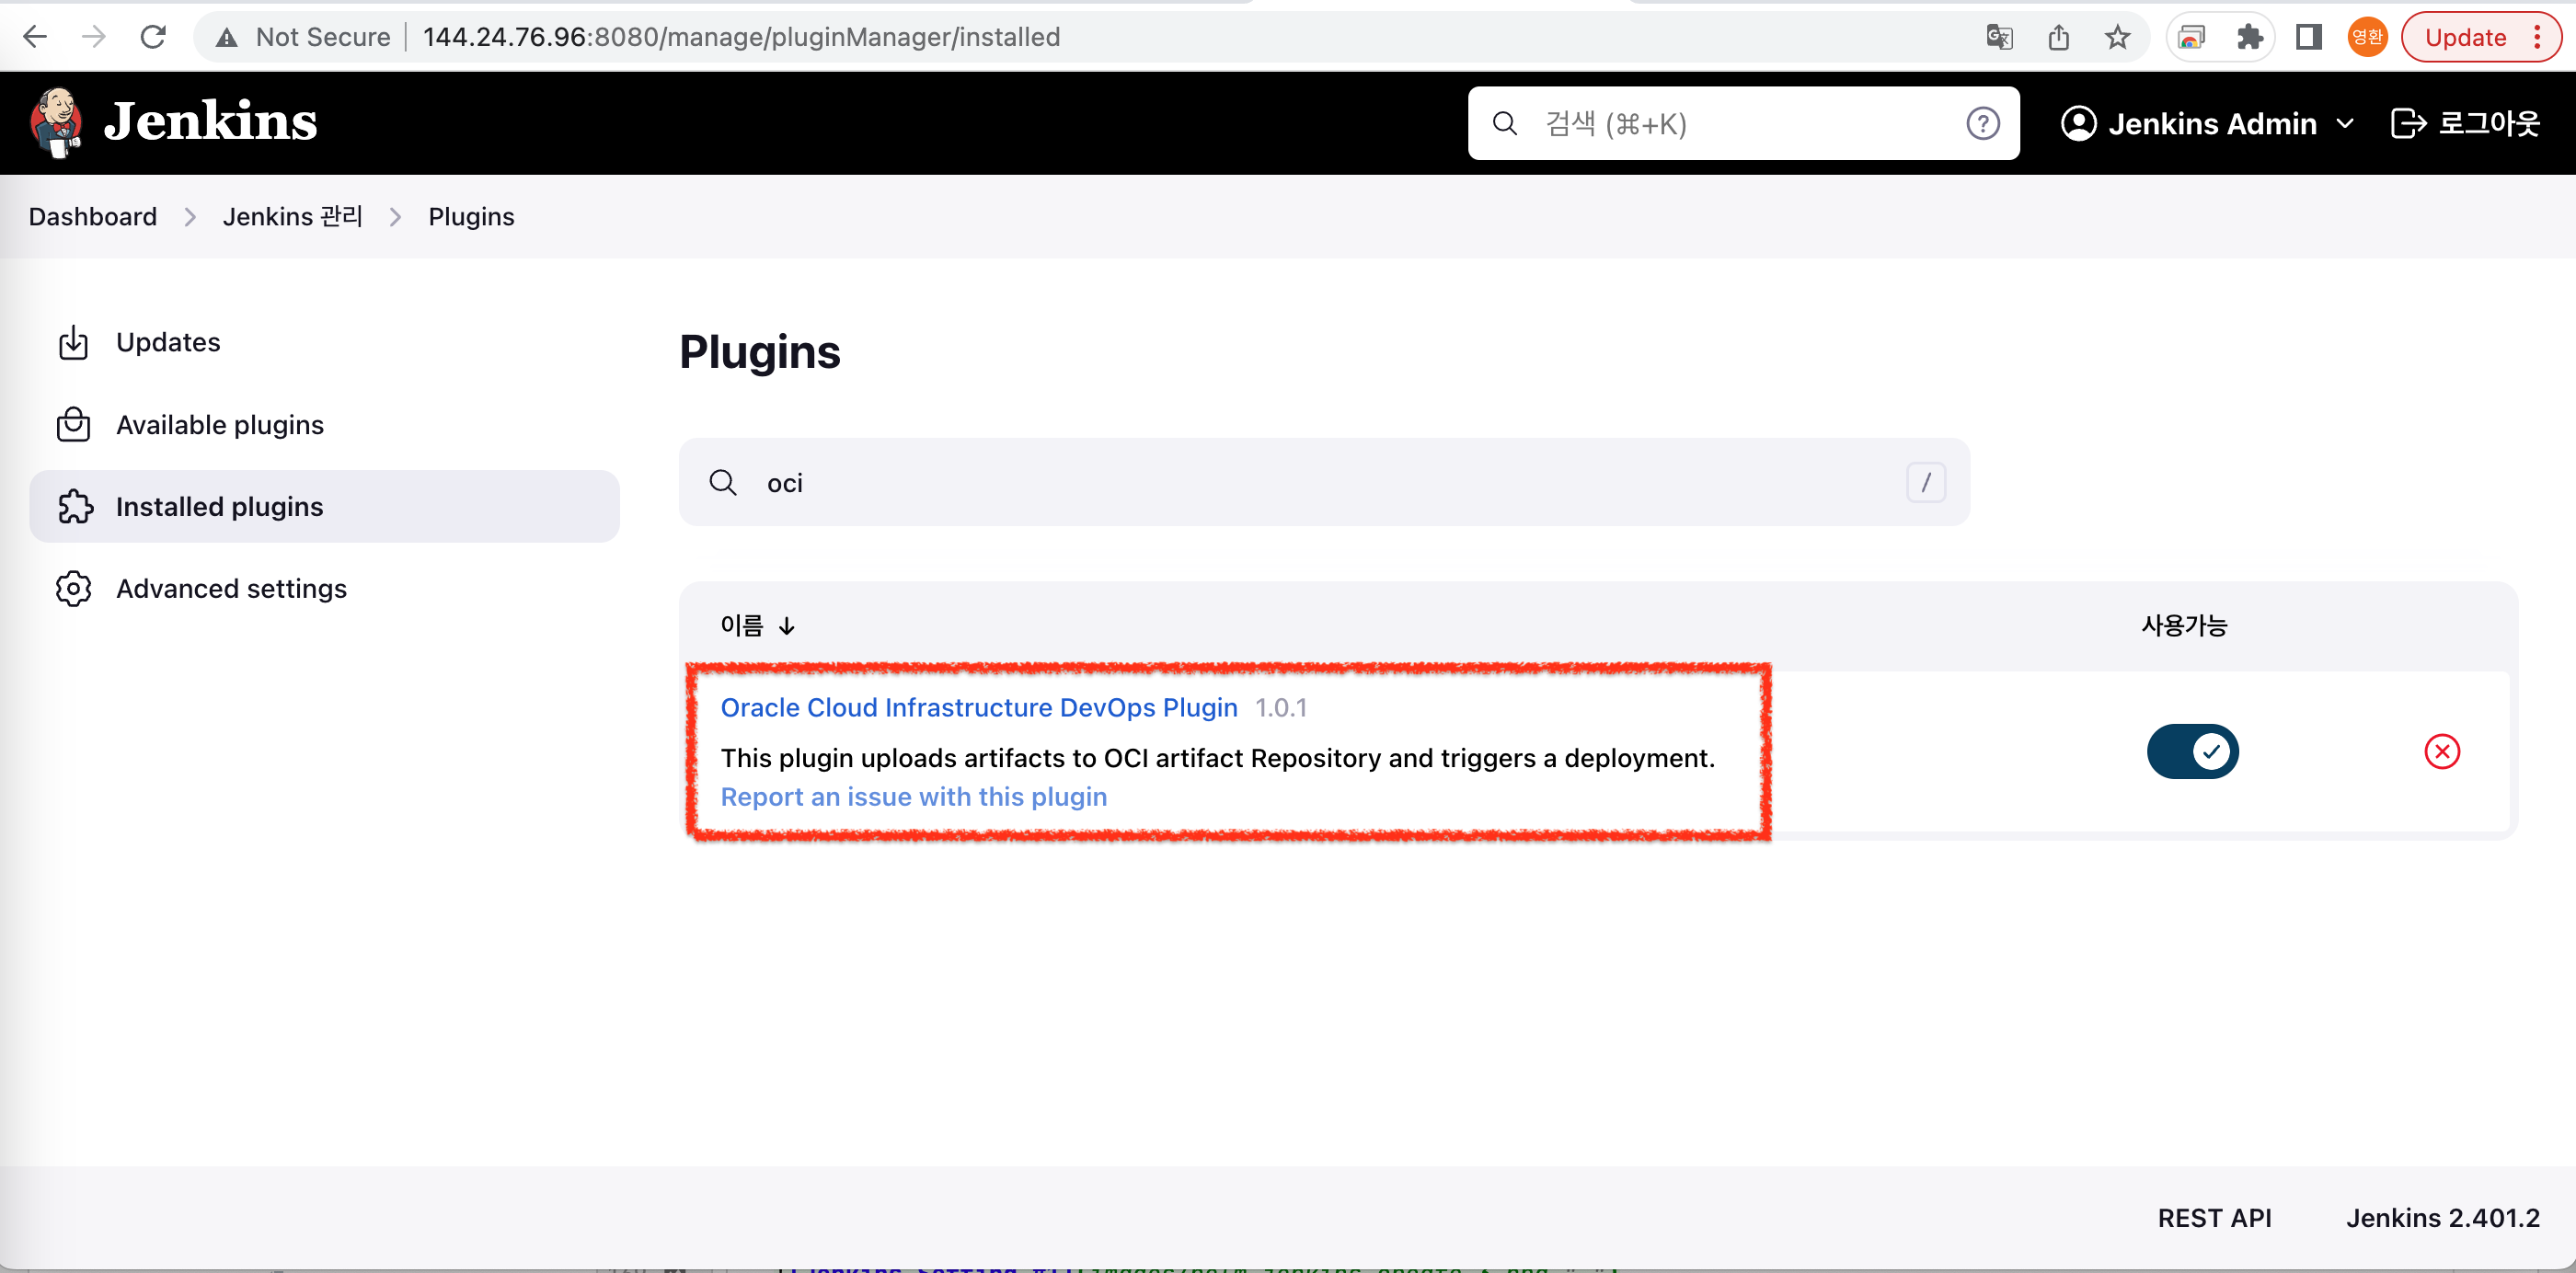 Not Secure 144.24.76.96:8080/manage/pluginManager/installed
영환
Update
Jenkins
검색 (⌘+K)
Jenkins Admin
로그아웃
Dashboard > Jenkins 관리 > Plugins
Updates
Available plugins
Installed plugins
Advanced settings
Plugins
oci
/
이름 ↓
사용가능
Oracle Cloud Infrastructure DevOps Plugin 1.0.1
This plugin uploads artifacts to OCI artifact Repository and triggers a deployment.
Report an issue with this plugin
REST API
Jenkins 2.401.2